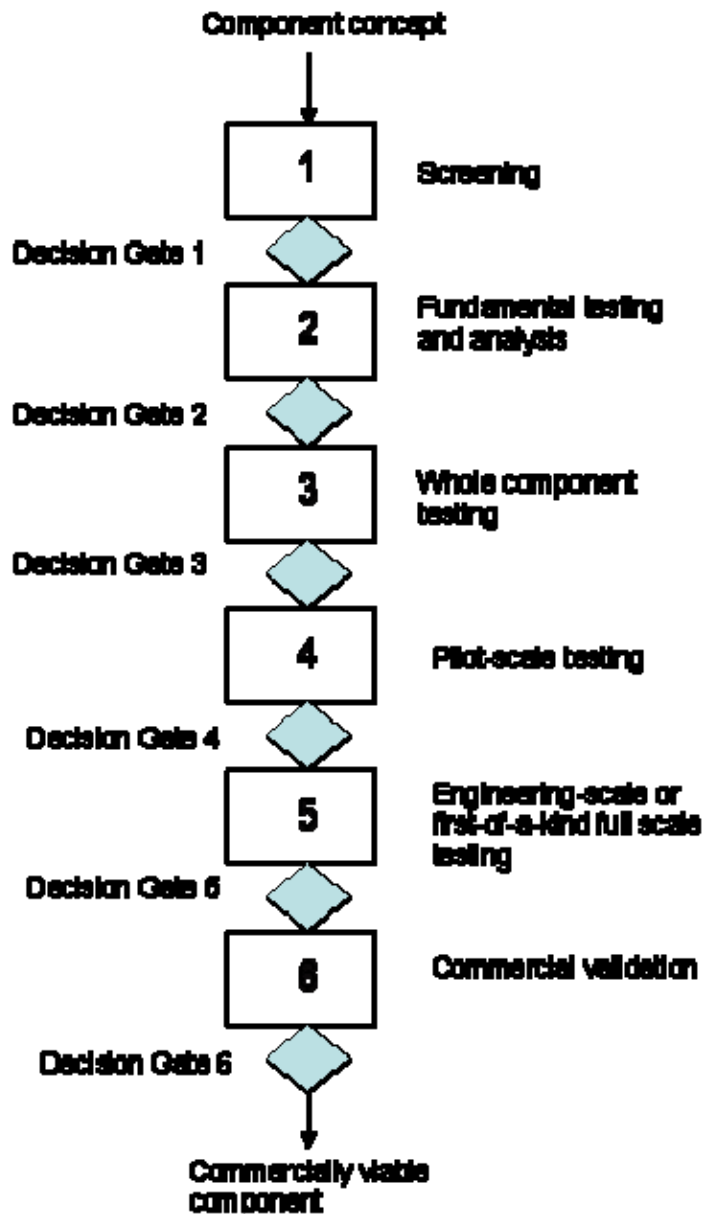 Component concept
1
Screening
Decision Gate 1
2
Fundamental testing
and analysis
Decision Gate 2
3
Whole component
testing
Decision Gate 3
4
Pilot-scale testing
Decision Gate 4
5
Engineering-scale or
first-of-a-kind full scale
testing
Decision Gate 5
6
Commercial validation
Decision Gate 6
Commercially viable
component